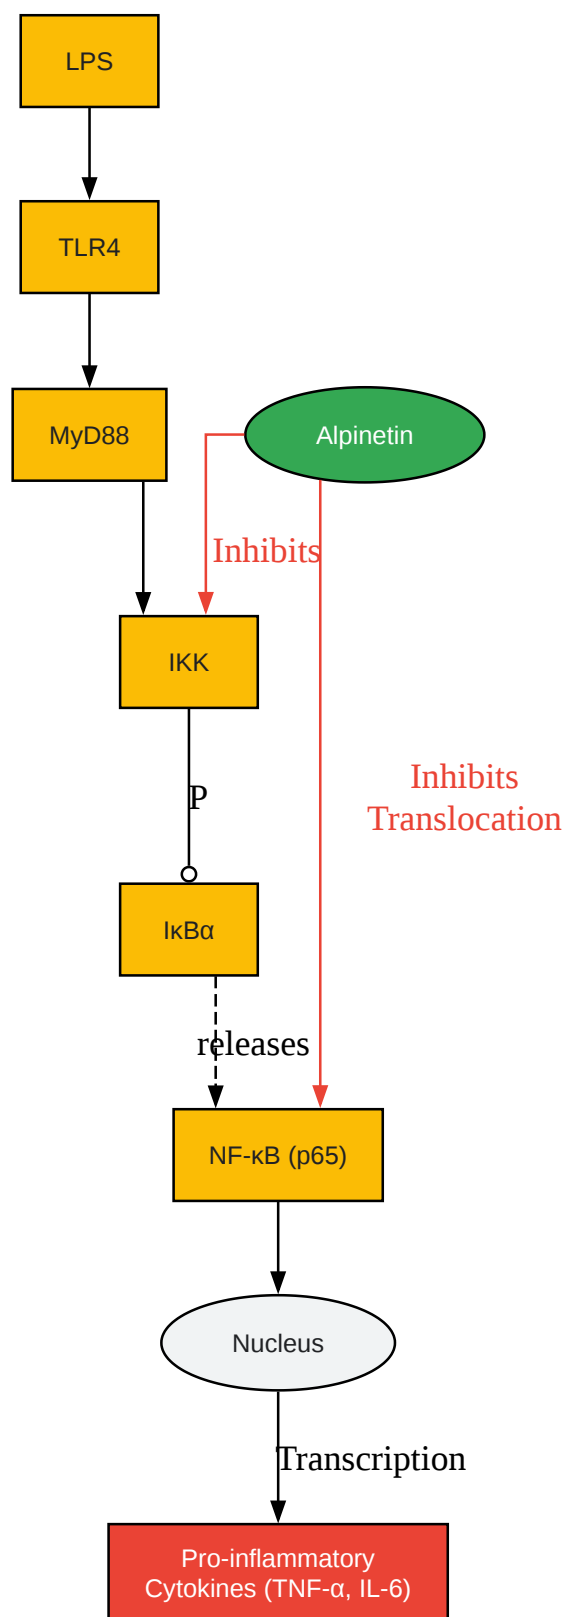 LPS
TLR4
MyD88
Alpinetin
Inhibits
IKK
Inhibits
Translocation
P
IκBα
releases
NF-κB (p65)
Nucleus
Transcription
Pro-inflammatory
Cytokines (TNF-α, IL-6)